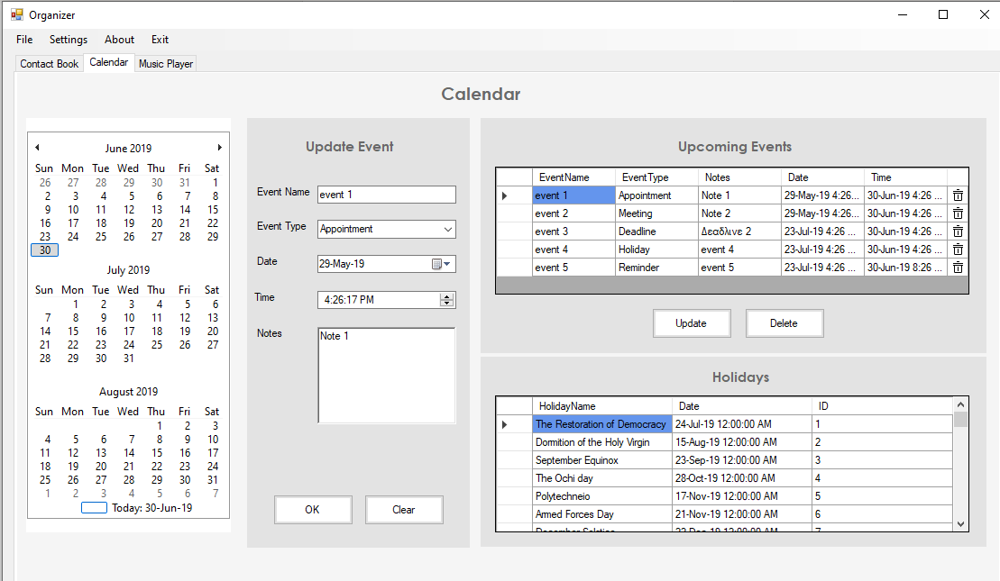 Organizer
File Settings About Exit
Contact Book Calendar Music Player
Calendar
June 2019
Sun Mon Tue Wed Thu Fri Sat
26 27 28 29 30 31 1
2 3 4 5 6 7 8
9 10 11 12 13 14 15
16 17 18 19 20 21 22
23 24 25 26 27 28 29
30
July 2019
Sun Mon Tue Wed Thu Fri Sat
1 2 3 4 5 6
7 8 9 10 11 12 13
14 15 16 17 18 19 20
21 22 23 24 25 26 27
28 29 30 31
August 2019
Sun Mon Tue Wed Thu Fri Sat
1 2 3
4 5 6 7 8 9 10
11 12 13 14 15 16 17
18 19 20 21 22 23 24
25 26 27 28 29 30 31
1 2 3 4 5 6 7
Today: 30-Jun-19
Update Event
Event Name event 1
Event Type Appointment
Date 29-May-19
Time 4:26:17 PM
Notes Note 1
OK Clear
Upcoming Events
EventName EventType Notes Date Time
event 1 Appointment Note 1 29-May-19 4:26... 30-Jun-19 4:26 ...
event 2 Meeting Note 2 29-May-19 4:26... 30-Jun-19 4:26 ...
event 3 Deadline Δεαδλινε 2 23-Jul-19 4:26 ... 30-Jun-19 4:26 ...
event 4 Holiday event 4 23-Jul-19 4:26 ... 30-Jun-19 4:26 ...
event 5 Reminder event 5 23-Jul-19 4:26 ... 30-Jun-19 8:26 ...
Update Delete
Holidays
HolidayName Date ID
The Restoration of Democracy 24-Jul-19 12:00:00 AM 1
Dormition of the Holy Virgin 15-Aug-19 12:00:00 AM 2
September Equinox 23-Sep-19 12:00:00 AM 3
The Ochi day 28-Oct-19 12:00:00 AM 4
Polytechneio 17-Nov-19 12:00:00 AM 5
Armed Forces Day 21-Nov-19 12:00:00 AM 6
December Solstice 22-Dec-19 12:00:00 AM 7